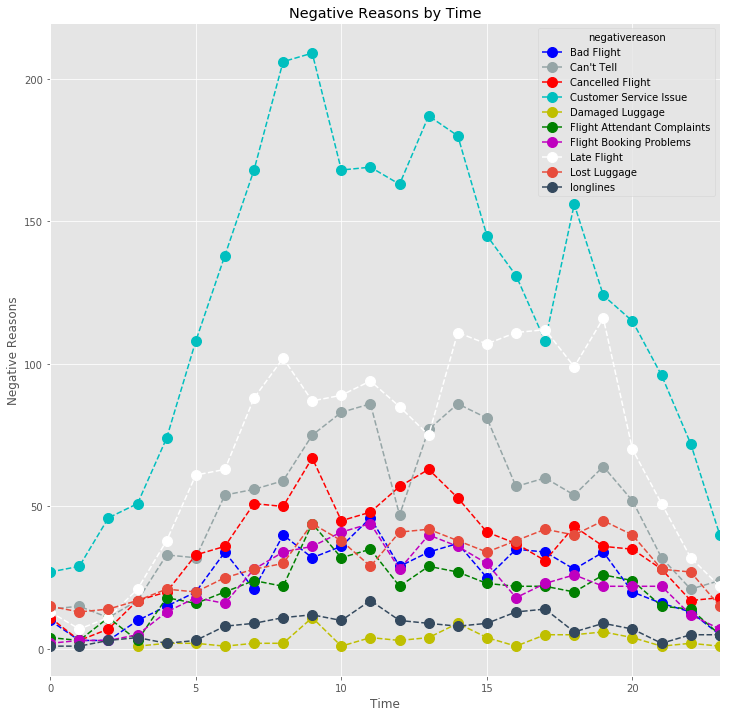 Negative Reasons by Time
negativereason
Bad Flight
Can't Tell
Cancelled Flight
Customer Service Issue
Damaged Luggage
Flight Attendant Complaints
Flight Booking Problems
Late Flight
Lost Luggage
longlines
Negative Reasons
200
150
100
50
0
0 5 10 15 20
Time